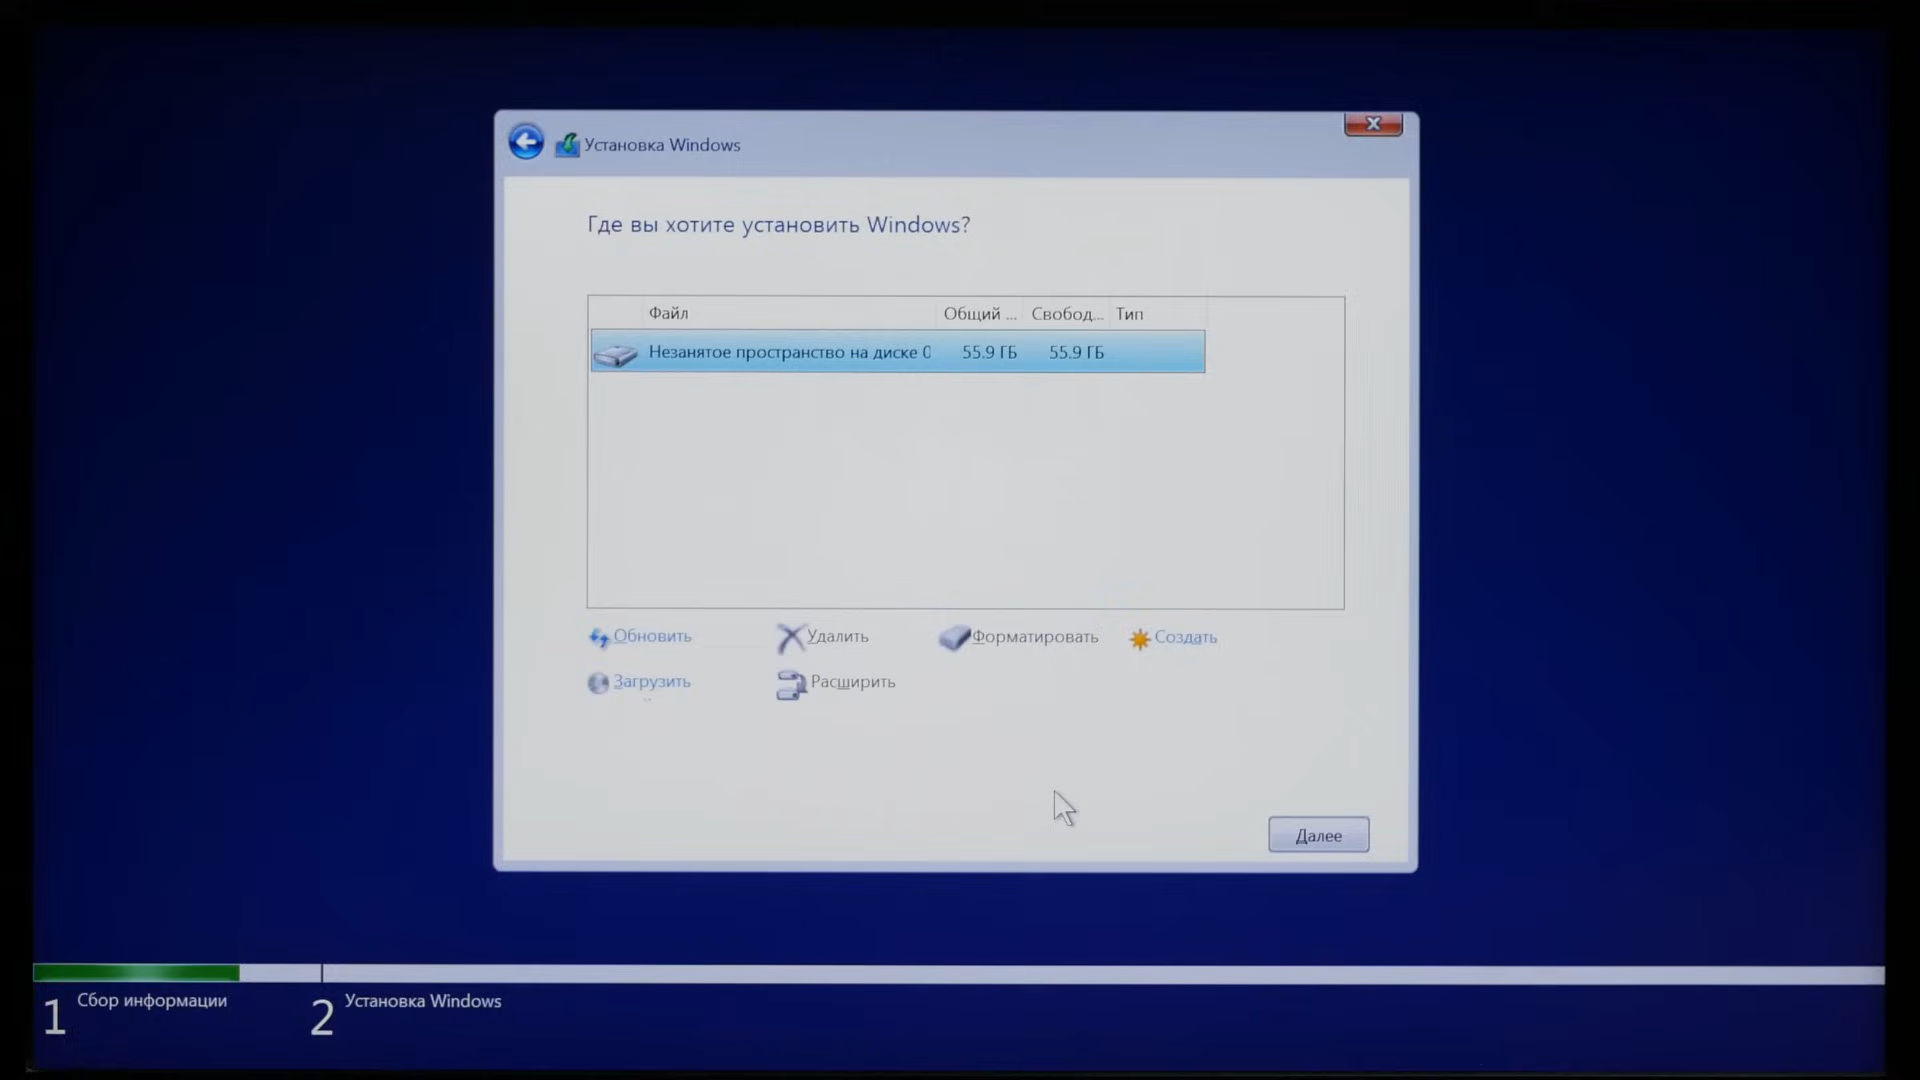 Установка Windows
Где вы хотите установить Windows?
Файл Общий ... Свобод... Тип
Незанятое пространство на диске 0 55.9 ГБ 55.9 ГБ
Обновить Удалить Форматировать Создать
Загрузить Расширить
Далее
1 Сбор информации 2 Установка Windows